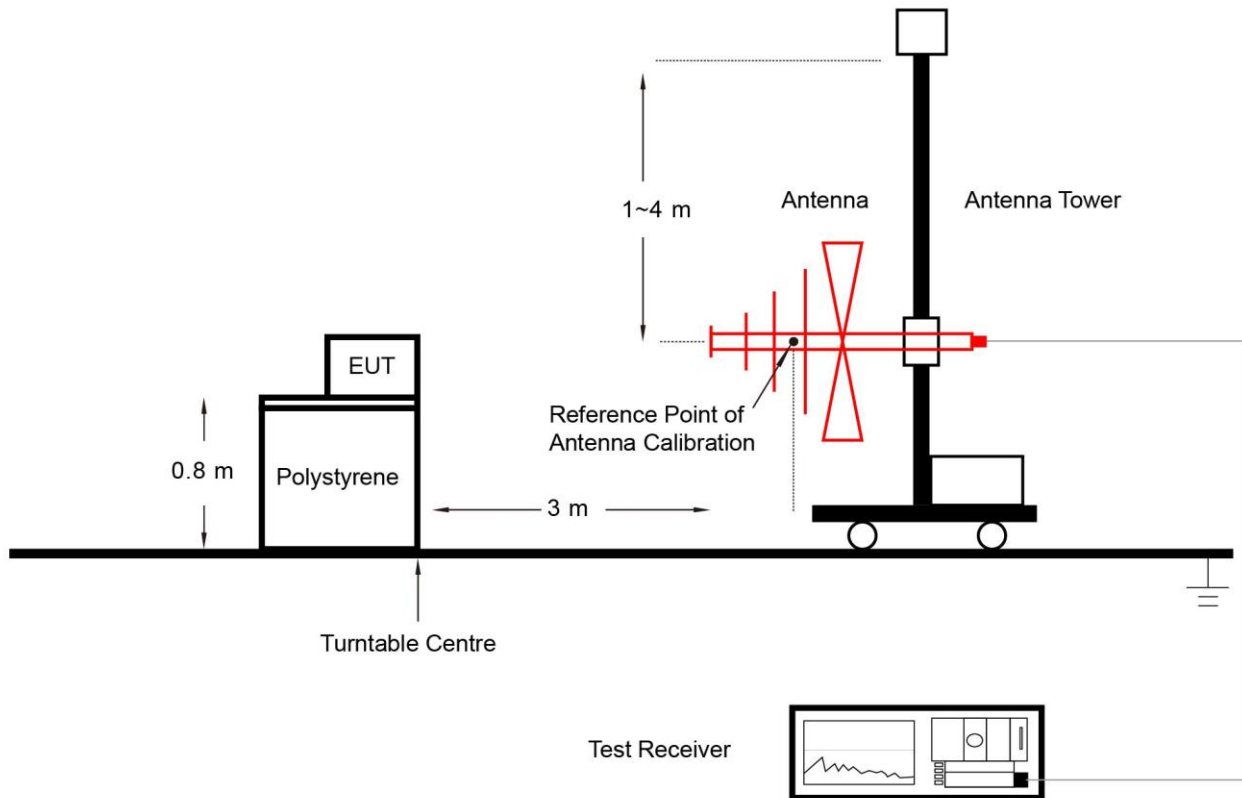 1~4 m
Antenna
Antenna Tower
EUT
Reference Point of
Antenna Calibration
0.8 m
Polystyrene
3 m
Turntable Centre
Test Receiver